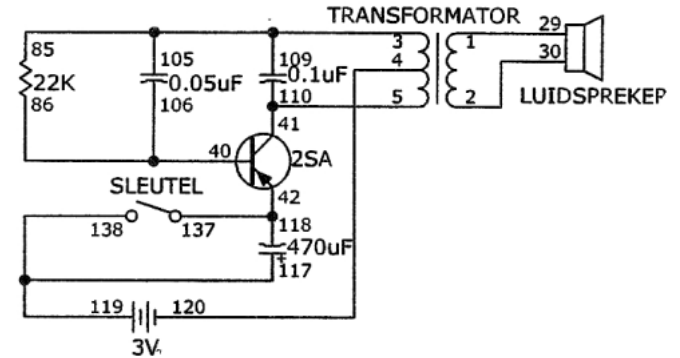 TRANSFORMATOR
85
105
109
3
1
29
22K
0.05uF
0.1uF
4
30
86
106
110
5
2
LUIDSPREKER
41
40
2SA
SLEUTEL
42
138
137
118
470uF
+
117
119
120
3V